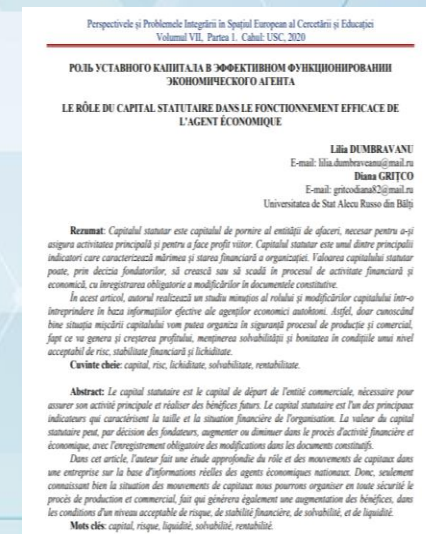 Perspectivele și Problemele Integrării în Spațiul European al Cercetării și Educației
Volumul VII, Partea 1. Cahul: USC, 2020
РОЛЬ УСТАВНОГО КАПИТАЛА В ЭФФЕКТИВНОМ ФУНКЦИОНИРОВАНИИ
ЭКОНОМИЧЕСКОГО АГЕНТА
LE RÔLE DU CAPITAL STATUTAIRE DANS LE FONCTIONNEMENT EFFICACE DE
L'AGENT ÉCONOMIQUE
Lilia DUMBRAVANU
E-mail: lilia.dumbraveanu@mail.ru
Diana GRITCO
E-mail: gritcodiana82@mail.ru
Universitatea de Stat Alecu Russo din Bălți
Rezumat: Capitalul statutar este capitalul de pornire al entității de afaceri, necesar pentru a-și
asigura activitatea principală și pentru a face profit viitor. Capitalul statutar este unul dintre principalii
indicatori care caracterizează mărimea și starea financiară a organizației. Valoarea capitalului statutar
poate, prin decizia fondatorilor, să crească sau să scadă în procesul de activitate financiară și
economică, cu înregistrarea obligatorie a modificărilor în documentele constitutive.
În acest articol, autorul realizează un studiu minuțios al rolului și modificărilor capitalului într-o
întreprindere în baza informațiilor efective ale agenților economici autohtoni. Astfel, doar cunoscând
bine situația mișcării capitalului vom putea organiza în siguranță procesul de producție și comercial,
fapt ce va genera și creșterea profitului, menținerea solvabilității și bonitatea în condițiile unui nivel
acceptabil de risc, stabilitate financiară și lichiditate.
Cuvinte cheie: capital, risc, lichiditate, solvabilitate, rentabilitate.
Abstract: Le capital statutaire est le capital de départ de l'entité commerciale, nécessaire pour
assurer son activité principale et réaliser des bénéfices futurs. Le capital statutaire est l'un des principaux
indicateurs qui caractérisent la taille et la situation financière de l'organisation. La valeur du capital
statutaire peut, par décision des fondateurs, augmenter ou diminuer dans le procès d'activité financière et
économique, avec l'enregistrement obligatoire des modifications dans les documents constitutifs.
Dans cet article, l'auteur fait une étude approfondie du rôle et des mouvements de capitaux dans
une entreprise sur la base d'informations réelles des agents économiques nationaux. Donc, seulement
connaissant bien la situation des mouvements de capitaux nous pourrons organiser en toute sécurité le
procès de production et commercial, fait qui générera également une augmentation des bénéfices, dans
les conditions d'un niveau acceptable de risque, de stabilité financière, de solvabilité, et de liquidité.
Mots clés: capital, risque, liquidité, solvabilité, rentabilité.